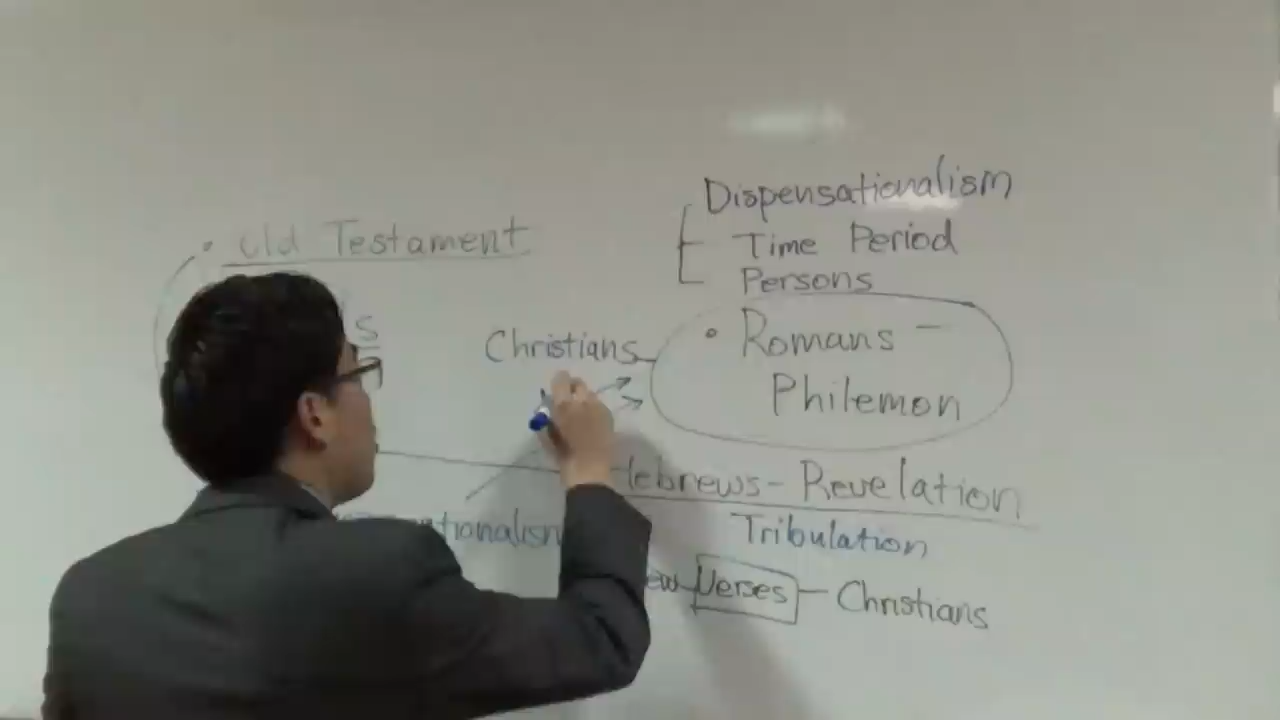 Dispensationalism
Old Testament
Time Period
Persons
Christians
• Romans –
Philemon
Hebrews - Revelation
Tribulation
Verses — Christians